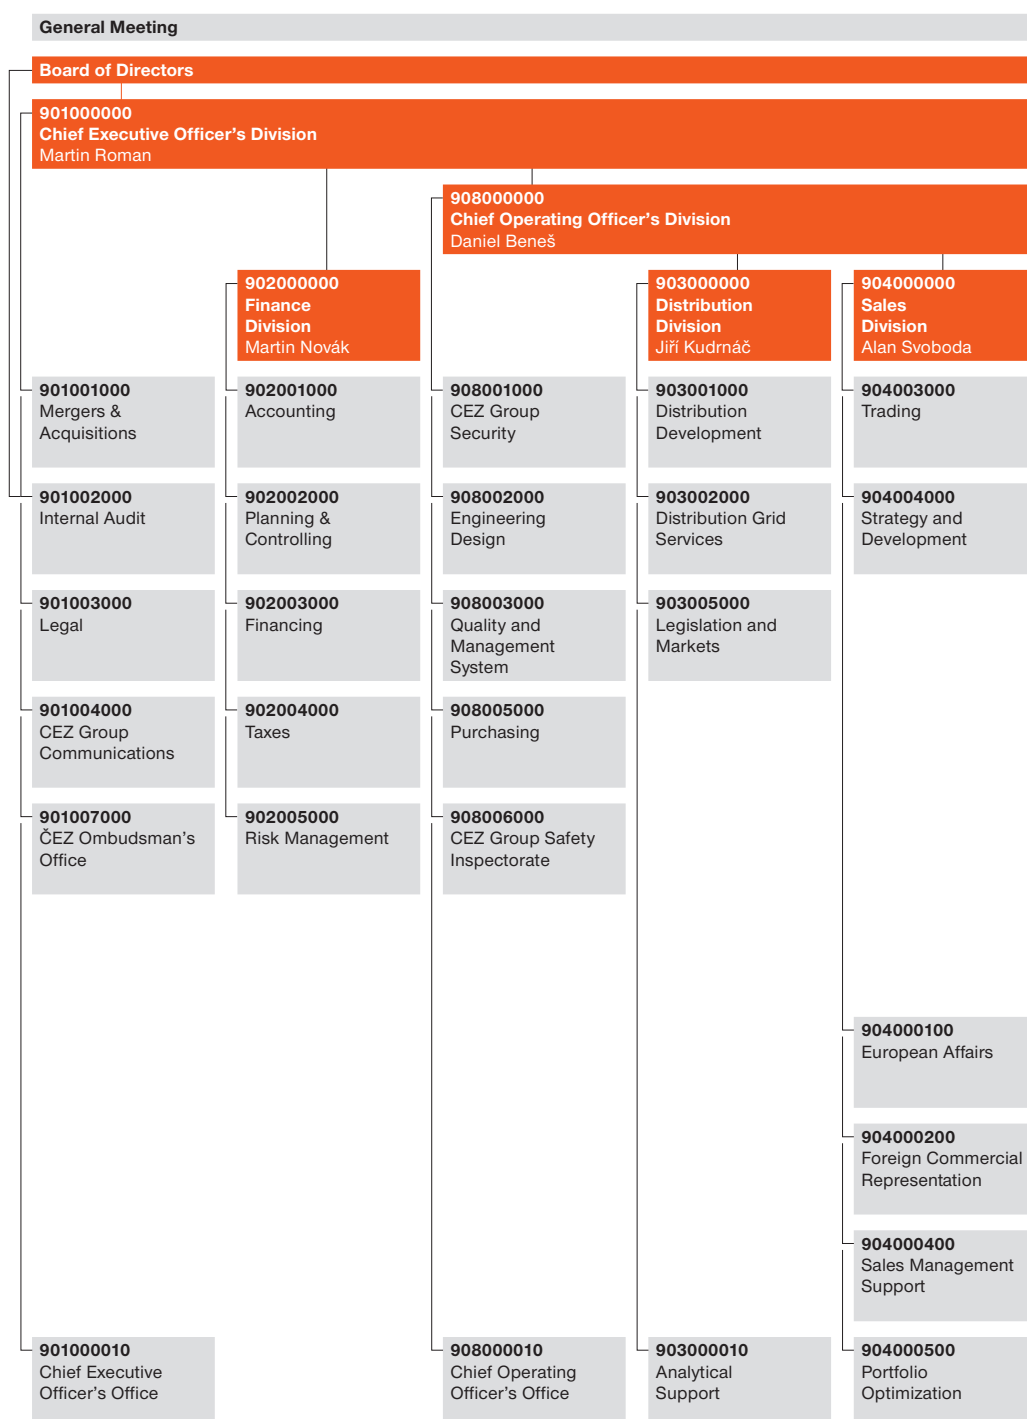 General Meeting
Board of Directors
901000000
Chief Executive Officer's Division
Martin Roman
908000000
Chief Operating Officer's Division
Daniel Beneš
902000000
Finance
Division
Martin Novák
903000000
Distribution
Division
Jiří Kudrnáč
904000000
Sales
Division
Alan Svoboda
901001000
Mergers &
Acquisitions
902001000
Accounting
908001000
CEZ Group
Security
903001000
Distribution
Development
904003000
Trading
901002000
Internal Audit
902002000
Planning &
Controlling
908002000
Engineering
Design
903002000
Distribution Grid
Services
904004000
Strategy and
Development
901003000
Legal
902003000
Financing
908003000
Quality and
Management
System
903005000
Legislation and
Markets
901004000
CEZ Group
Communications
902004000
Taxes
908005000
Purchasing
901007000
ČEZ Ombudsman's
Office
902005000
Risk Management
908006000
CEZ Group Safety
Inspectorate
904000100
European Affairs
904000200
Foreign Commercial
Representation
904000400
Sales Management
Support
901000010
Chief Executive
Officer's Office
908000010
Chief Operating
Officer's Office
903000010
Analytical
Support
904000500
Portfolio
Optimization